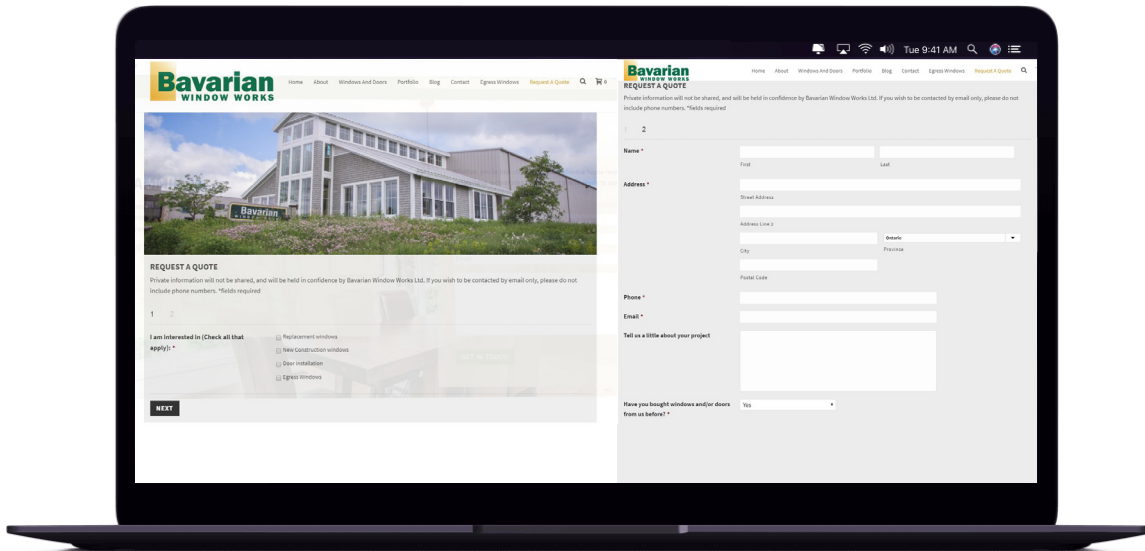 Tue 9:41 AM
Bavarian
WINDOW WORKS
Home About Windows And Doors Portfolio Blog Contact Egress Windows Request A Quote 0
Bavarian
REQUEST A QUOTE
Private information will not be shared, and will be held in confidence by Bavarian Window Works Ltd. If you wish to be contacted by email only, please do not
include phone numbers. *fields required
1 2
I am interested in (Check all that
apply): *
Replacement windows
New Construction windows
Door installation
Egress Windows
NEXT
Bavarian
WINDOW WORKS
Home About Windows And Doors Portfolio Blog Contact Egress Windows Request A Quote
REQUEST A QUOTE
Private information will not be shared, and will be held in confidence by Bavarian Window Works Ltd. If you wish to be contacted by email only, please do not
include phone numbers. *fields required
1 2
Name *
First Last
Address *
Street Address
Address Line 2
Ontario
City Province
Postal Code
Phone *
Email *
Tell us a little about your project
Have you bought windows and/or doors
from us before? *
Yes